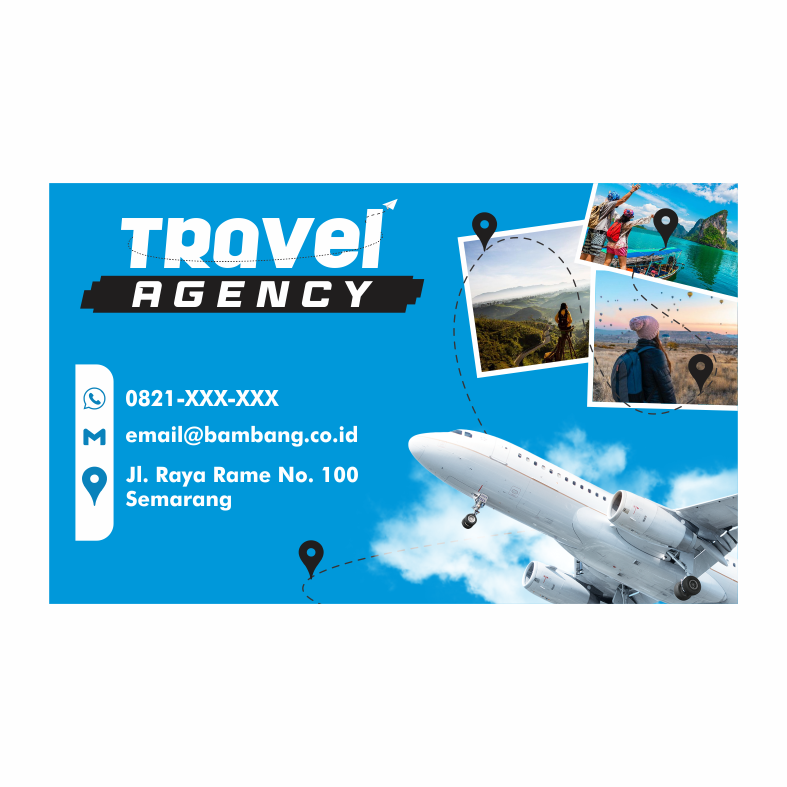 Travel
AGENCY
0821-XXX-XXX
email@bambang.co.id
Jl. Raya Rame No. 100
Semarang